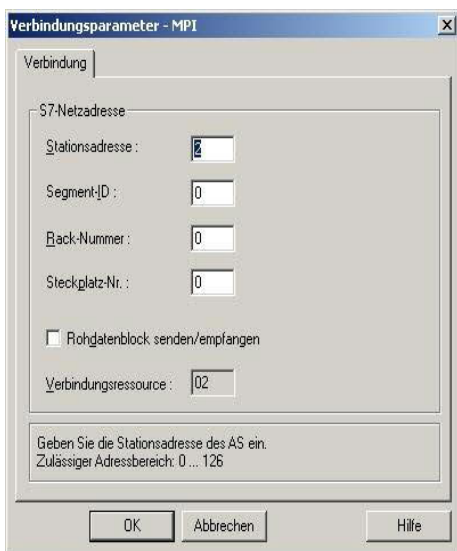 Verbindungsparameter - MPI
Verbindung
S7-Netzadresse
Stationsadresse : 2
Segment-ID : 0
Rack-Nummer : 0
Steckplatz-Nr. : 0
Rohdatenblock senden/empfangen
Verbindungsressource : 02
Geben Sie die Stationsadresse des AS ein.
Zulässiger Adressbereich: 0 ... 126
OK Abbrechen Hilfe